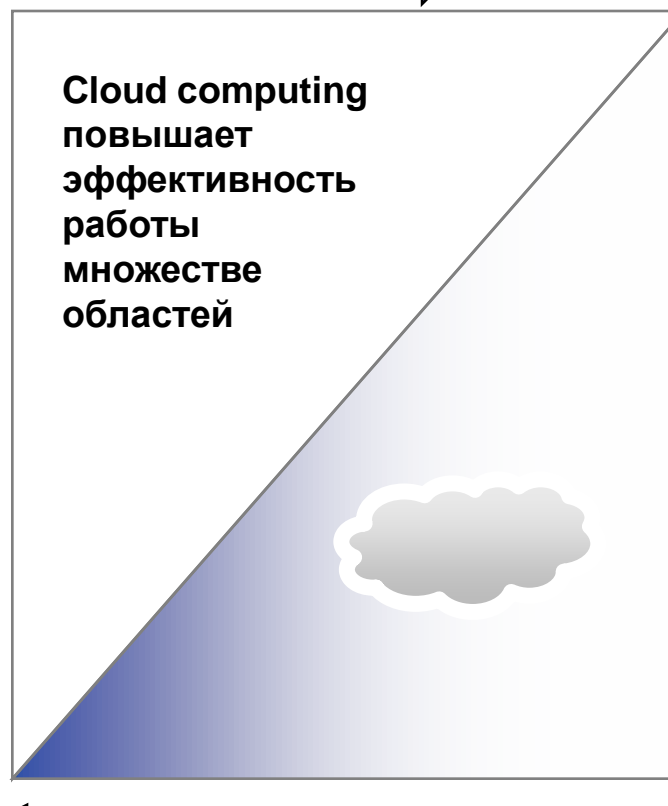 Cloud computing
повышает
эффективность
работы
множестве
областей